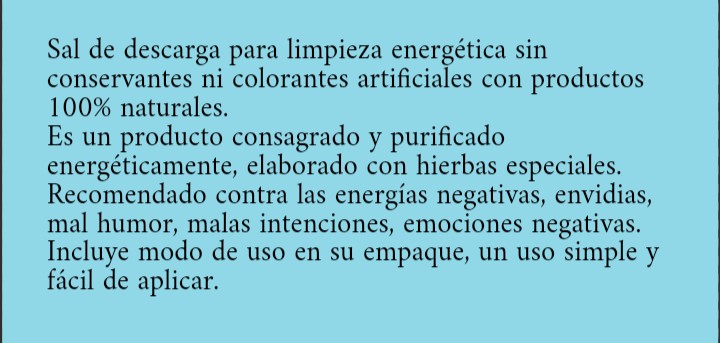 Sal de descarga para limpieza energética sin
conservantes ni colorantes artificiales con productos
100% naturales.
Es un producto consagrado y purificado
energéticamente, elaborado con hierbas especiales.
Recomendado contra las energías negativas, envidias,
mal humor, malas intenciones, emociones negativas.
Incluye modo de uso en su empaque, un uso simple y
fácil de aplicar.